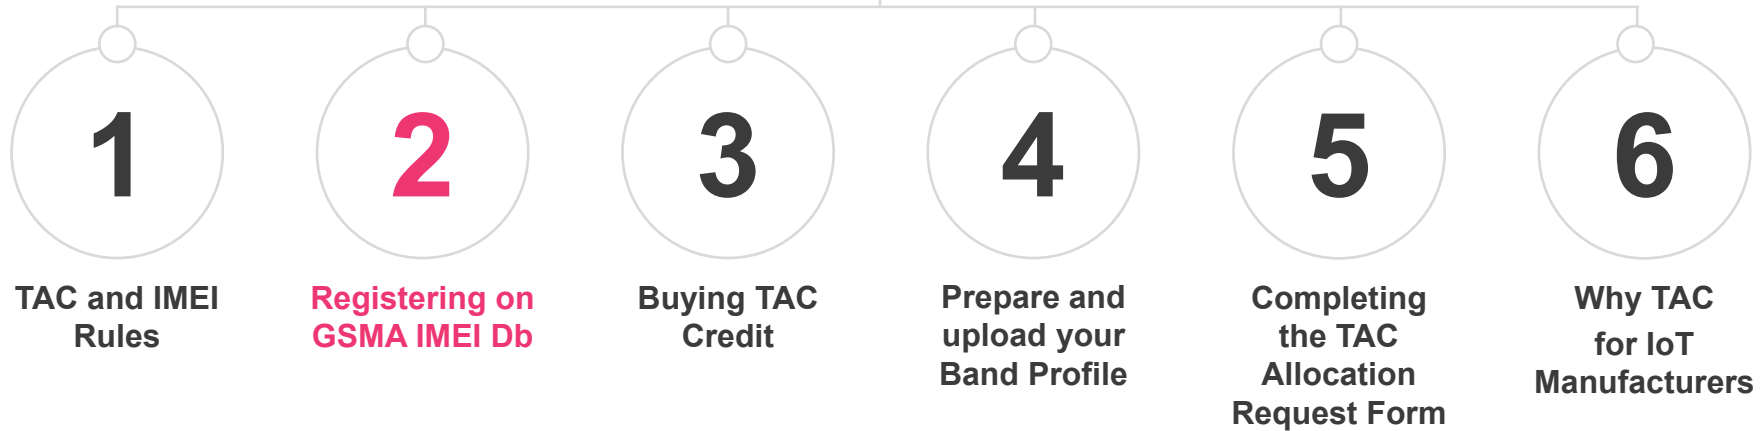 1
TAC and IMEI
Rules
2
Registering on
GSMA IMEI Db
3
Buying TAC
Credit
4
Prepare and
upload your
Band Profile
5
Completing
the TAC
Allocation
Request Form
6
Why TAC
for IoT
Manufacturers